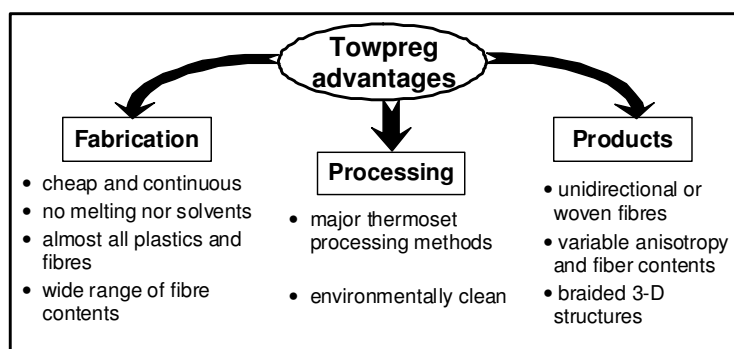 Towpreg
advantages
Fabrication
• cheap and continuous
• no melting nor solvents
• almost all plastics and
fibres
• wide range of fibre
contents
Processing
• major thermoset
processing methods
• environmentally clean
Products
• unidirectional or
woven fibres
• variable anisotropy
and fiber contents
• braided 3-D
structures